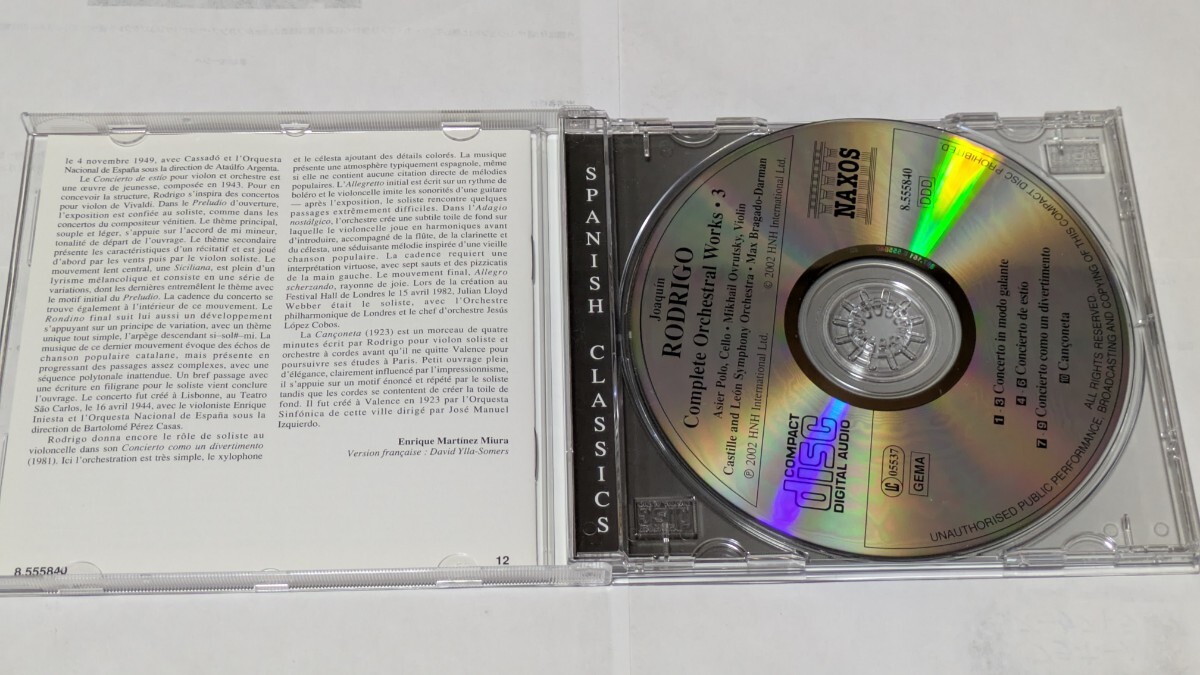 le 4 novembre 1949, avec Cassadó et l'Orquesta
Nacional de España sous la direction de Ataúlfo Argenta.
Le Concierto de estio pour violon et orchestre est
une œuvre de jeunesse, composée en 1943. Pour en
concevoir la structure, Rodrigo s'inspira des concertos
pour violon de Vivaldi. Dans le Preludio d'ouverture,
l'exposition est confiée au soliste, comme dans les
concertos du compositeur vénitien. Le thème principal,
souple et léger, s'appuie sur l'accord de mi mineur,
tonalité de départ de l'ouvrage. Le thème secondaire
présente les caractéristiques d'un récitatif et est joué
d'abord par les vents puis par le violon soliste. Le
mouvement lent central, une Siciliana, est plein d'un
lyrisme mélancolique et consiste en une série de
variations, dont les dernières entremêlent le thème avec
le motif initial du Preludio. La cadence du concerto se
trouve également à l'intérieur de ce mouvement. Le
Rondino final suit lui aussi un développement
s'appuyant sur un principe de variation, avec un thème
unique tout simple, l'arpège descendant si–sol#–mi. La
musique de ce dernier mouvement évoque des échos de
chanson populaire catalane, mais présente en
progressant des passages assez complexes, avec une
séquence polytonale inattendue. Un bref passage avec
une écriture en filigrane pour le soliste vient conclure
l'ouvrage. Le concerto fut créé à Lisbonne, au Teatro
São Carlos, le 16 avril 1944, avec le violoniste Enrique
Iniesta et l'Orquesta Nacional de España sous la
direction de Bartolomé Pérez Casas.
Rodrigo donna encore le rôle de soliste au
violoncelle dans son Concierto como un divertimento
(1981). Ici l'orchestration est très simple, le xylophone
et le célesta ajoutant des détails colorés. La musique
présente une atmosphère typiquement espagnole, même
si elle ne contient aucune citation directe de mélodies
populaires. L'Allegretto initial est écrit sur un rythme de
boléro et le violoncelle imite les sonorités d'une guitare
— après l'exposition, le soliste rencontre quelques
passages extrêmement difficiles. Dans l'Adagio
nostálgico, l'orchestre crée une subtile toile de fond sur
laquelle le violoncelle joue en harmoniques avant
d'introduire, accompagné de la flûte, de la clarinette et
du célesta, une séduisante mélodie inspirée d'une vieille
chanson populaire. La cadence requiert une
interprétation virtuose, avec sept sauts et des pizzicatis
de la main gauche. Le mouvement final, Allegro
scherzando, rayonne de joie. Lors de la création au
Festival Hall de Londres le 15 avril 1982, Julian Lloyd
Webber était le soliste, avec l'Orchestre
philharmonique de Londres et le chef d'orchestre Jesús
López Cobos.
La Cançoneta (1923) est un morceau de quatre
minutes écrit par Rodrigo pour violon soliste et
orchestre à cordes avant qu'il ne quitte Valence pour
poursuivre ses études à Paris. Petit ouvrage plein
d'élégance, clairement influencé par l'impressionnisme,
il s'appuie sur un motif énoncé et répété par le soliste
tandis que les cordes se contentent de créer la toile de
fond. Il fut créé à Valence en 1923 par l'Orquesta
Sinfónica de cette ville dirigé par José Manuel
Izquierdo.
Enrique Martínez Miura
Version française : David Ylla-Somers
8.555840
12
SPANISH CLASSICS
NAXOS
8.555840
DDD
Joaquín
RODRIGO
Complete Orchestral Works • 3
Asier Polo, Cello • Mikhail Ovrutsky, Violin
Castille and León Symphony Orchestra • Max Bragado-Darman
℗ 2002 HNH International Ltd. © 2002 HNH International Ltd.
1 - 3 Concerto in modo galante
4 - 6 Concierto de estio
7 - 9 Concierto como un divertimento
10 Cançoneta
COMPACT
disc
DIGITAL AUDIO
LC 05537
GEMA
ALL RIGHTS RESERVED
UNAUTHORISED PUBLIC PERFORMANCE, BROADCASTING AND COPYING OF THIS COMPACT DISC PROHIBITED